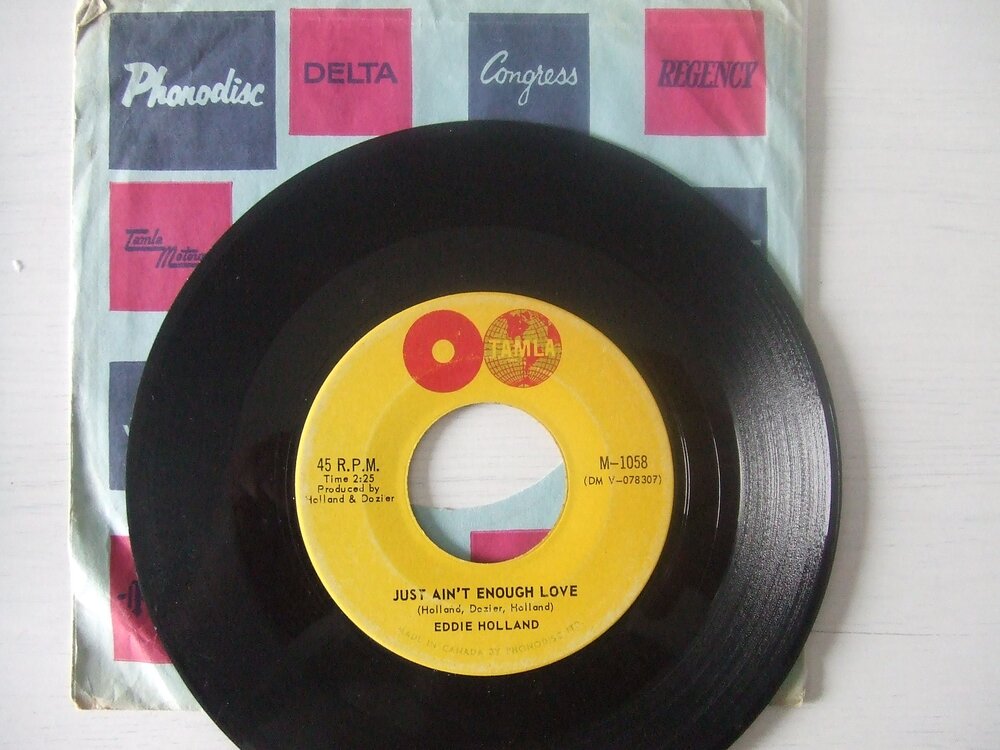 Phonodisc
DELTA
Congress
REGENCY
Tamla
Motown
TAMLA
45 R.P.M.
Time 2:25
Produced by
Holland & Dozier
M-1058
(DM V-078307)
JUST AIN'T ENOUGH LOVE
(Holland, Dozier, Holland)
EDDIE HOLLAND
MADE IN CANADA BY PHONODISC LTD.